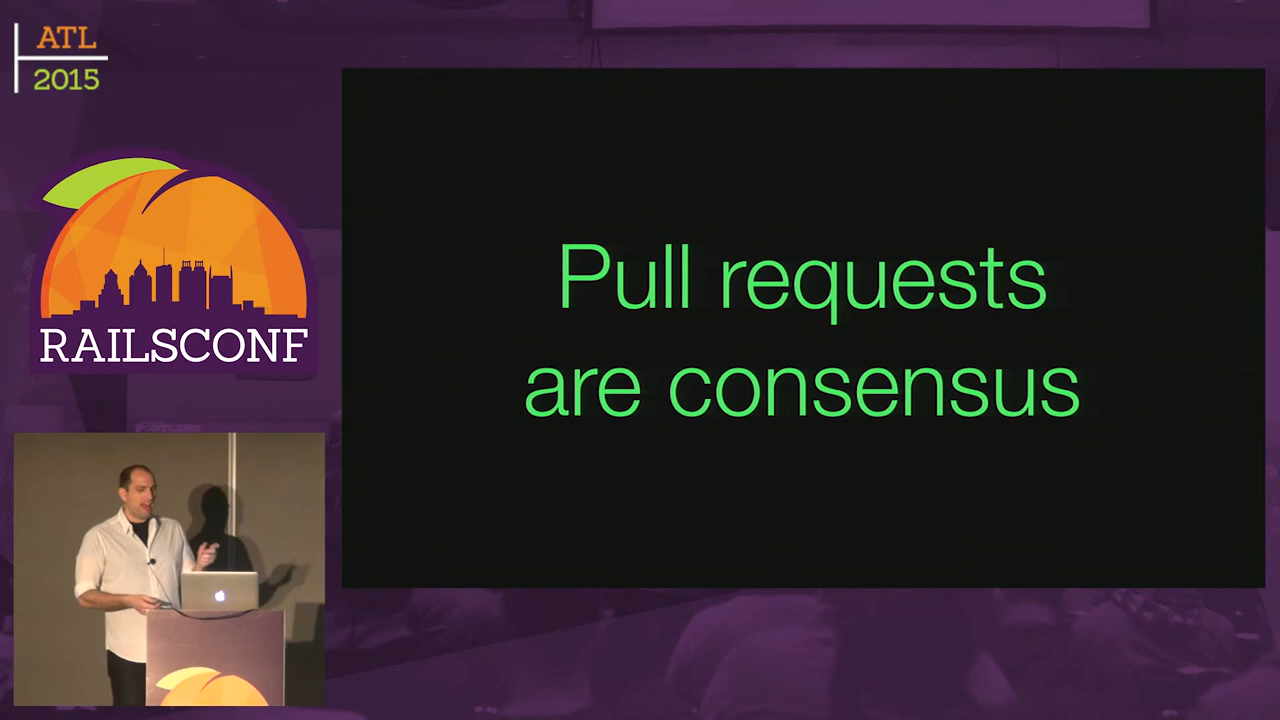 ATL
2015
RAILSCONF
Pull requests
are consensus